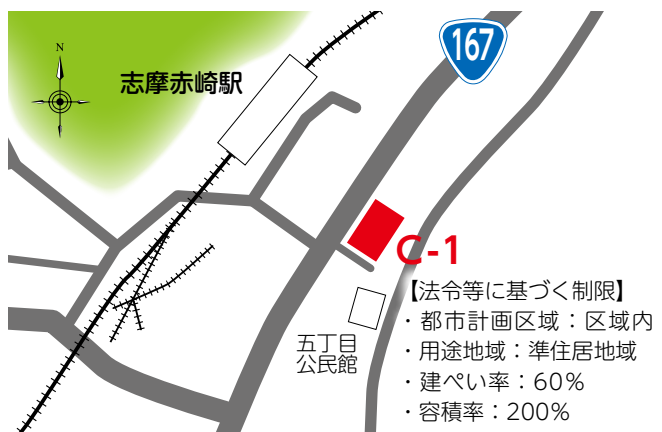 N
志摩赤崎駅
167
C-1
【法令等に基づく制限】
・都市計画区域：区域内
・用途地域：準住居地域
・建ぺい率：60%
・容積率：200%
五丁目
公民館